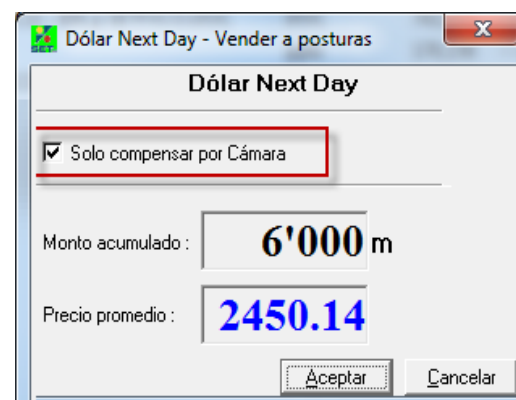 SET
Dólar Next Day - Vender a posturas
Dólar Next Day
Solo compensar por Cámara
Monto acumulado : 6'000 m
Precio promedio : 2450.14
Aceptar Cancelar